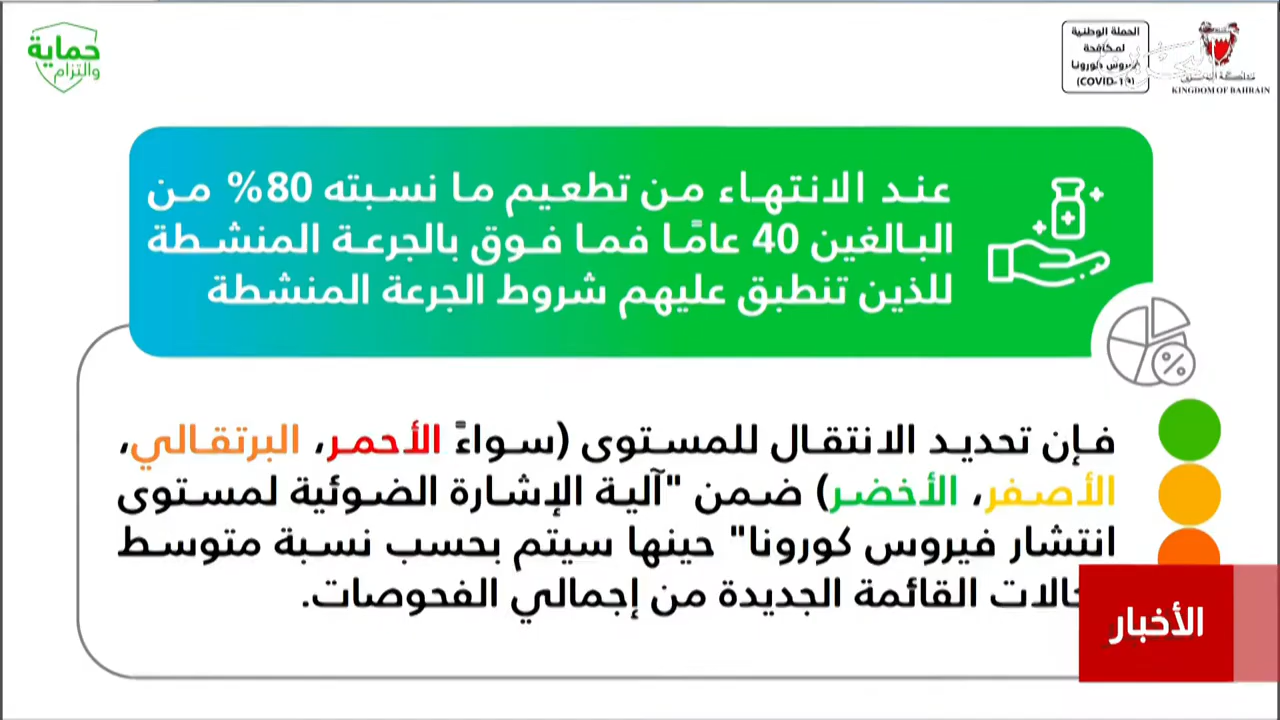 حماية
والتزام
الحملة الوطنية
لمكافحة
فيروس كورونا
(COVID-19)
KINGDOM OF BAHRAIN
عند الانتهاء من تطعيم ما نسبته 80% من
البالغين 40 عامًا فما فوق بالجرعة المنشطة
للذين تنطبق عليهم شروط الجرعة المنشطة
فإن تحديد الانتقال للمستوى (سواءً الأحمر، البرتقالي،
الأصفر، الأخضر) ضمن "آلية الإشارة الضوئية لمستوى
انتشار فيروس كورونا" حينها سيتم بحسب نسبة متوسط
القائمة الجديدة من إجمالي الفحوصات.
الأخبار